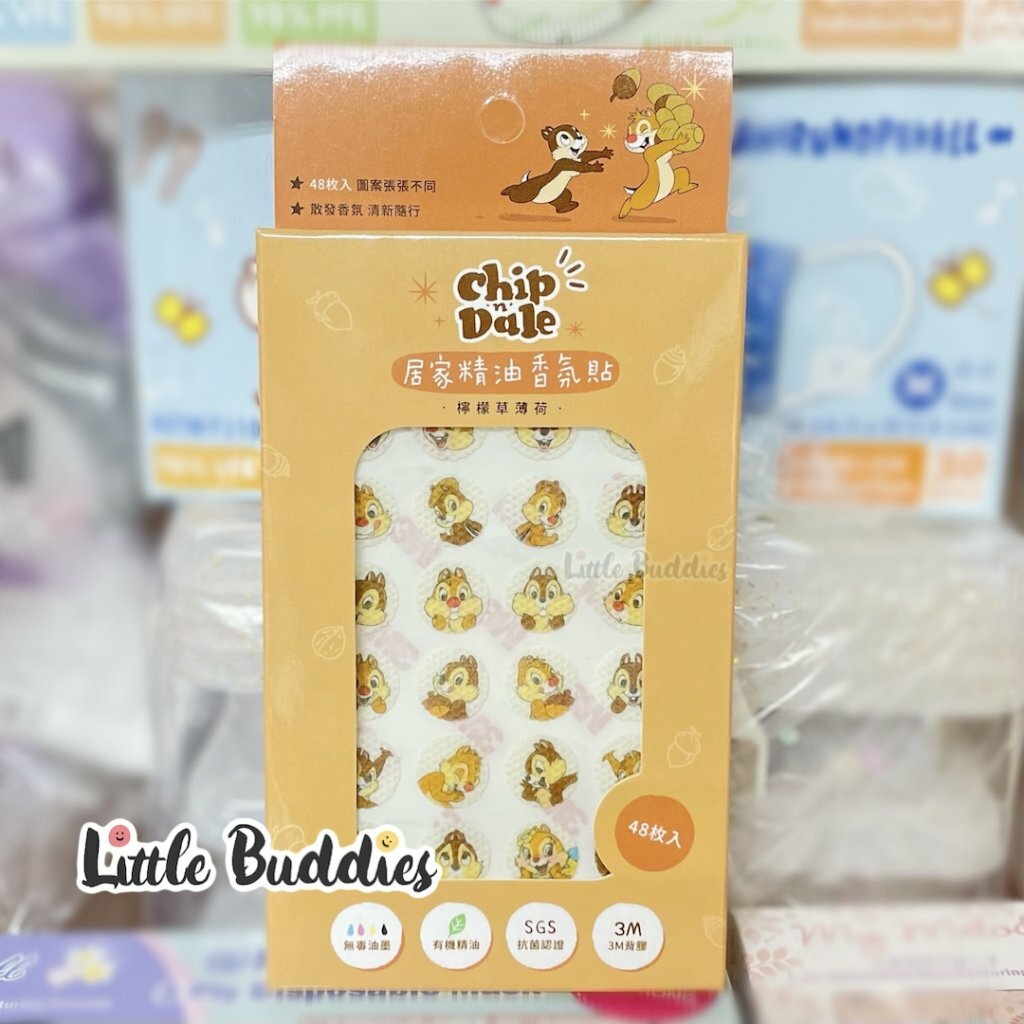 ★ 48枚入 圖案張張不同
★ 散發香氛 清新隨行
Chip
'n'
Dale
居家精油香氛貼
· 檸檬草薄荷 ·
Little Buddies
48枚入
Little Buddies
無毒油墨
有機精油
SGS
抗菌認證
3M
3M背膠